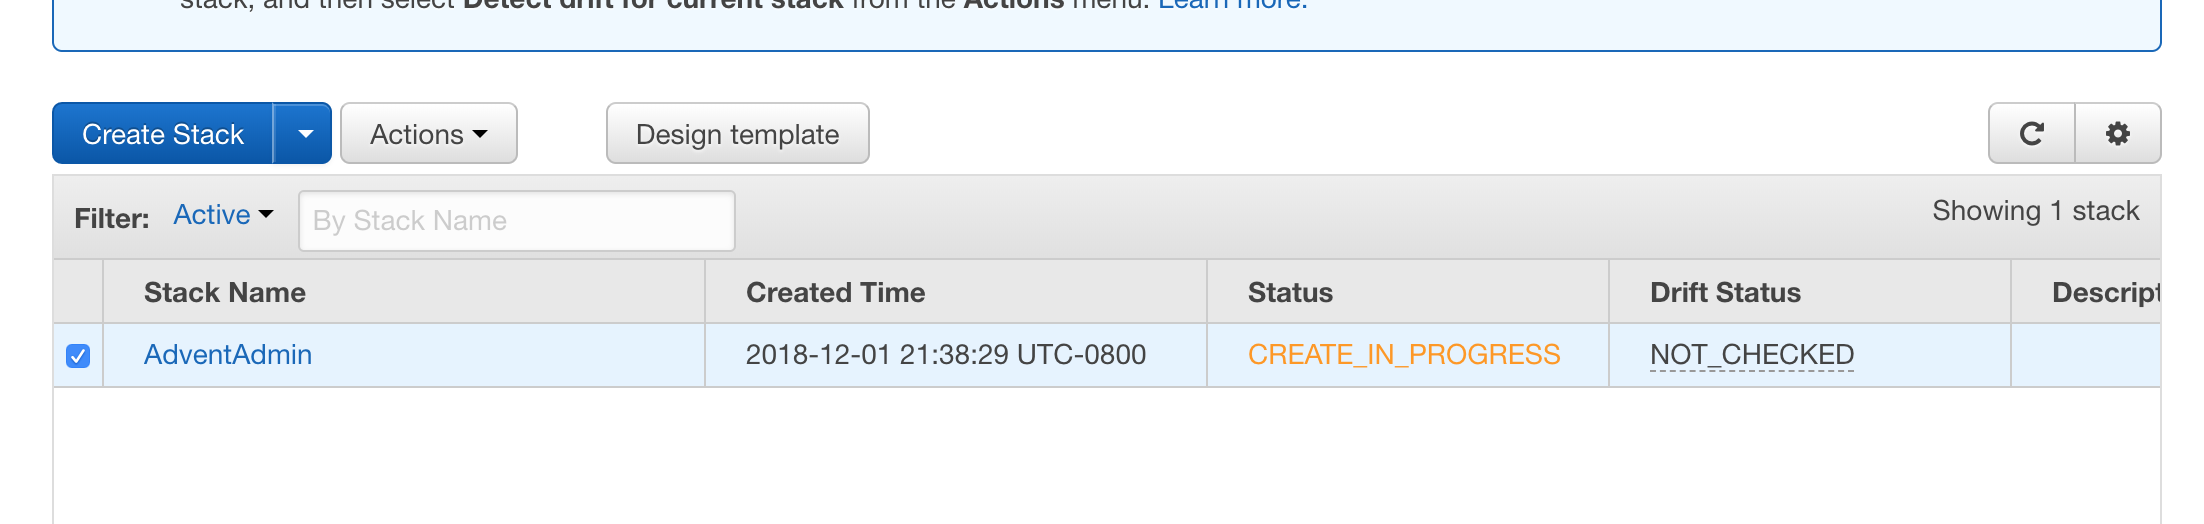 stack, and then select Detect drift for current stack from the Actions menu. Learn more.
Create Stack Actions Design template
Filter: Active By Stack Name Showing 1 stack
Stack Name Created Time Status Drift Status Descript
AdventAdmin 2018-12-01 21:38:29 UTC-0800 CREATE_IN_PROGRESS NOT_CHECKED